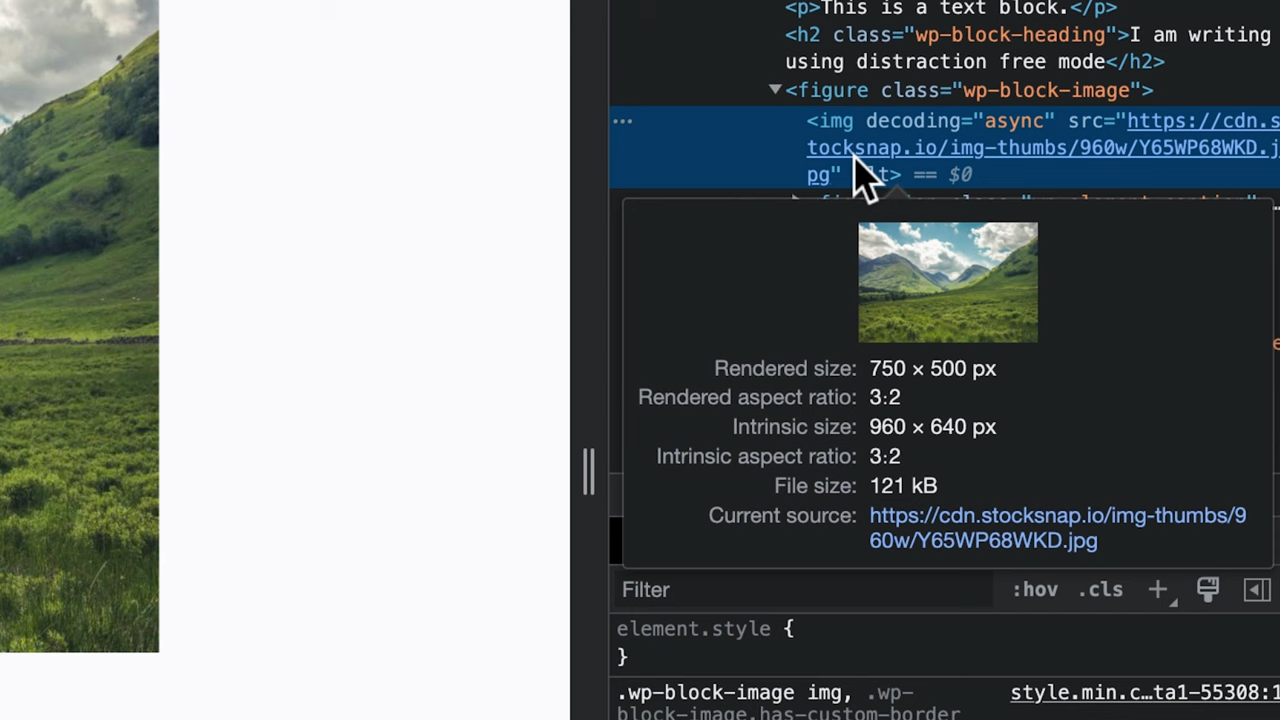 <p>This is a text block.</p>
<h2 class="wp-block-heading">I am writing
using distraction free mode</h2>
<figure class="wp-block-image">
<img decoding="async" src="https://cdn.s
tocksnap.io/img-thumbs/960w/Y65WP68WKD.j
pg" alt> == $0
Rendered size: 750 × 500 px
Rendered aspect ratio: 3:2
Intrinsic size: 960 × 640 px
Intrinsic aspect ratio: 3:2
File size: 121 kB
Current source: https://cdn.stocksnap.io/img-thumbs/9
60w/Y65WP68WKD.jpg
Filter :hov .cls
element.style {
}
.wp-block-image img, .wp- style.min.c…ta1-55308:1
block-image.has-custom-border